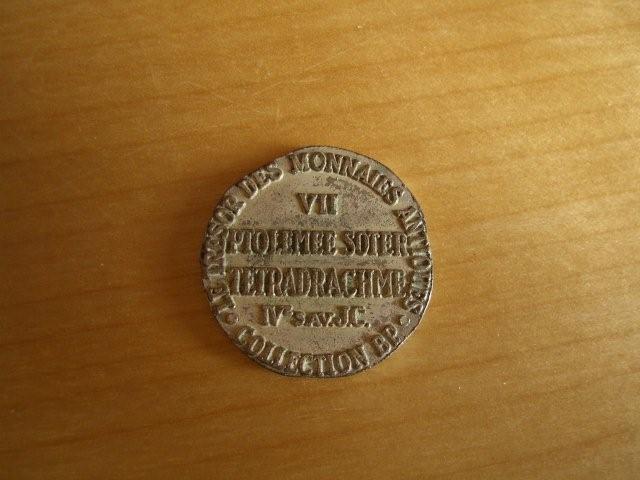 LE TRESOR DES MONNAIES ANTIQUES
VII
PTOLEMEE SOTER
TETRADRACHME
IVᵉ S AV. J.C.
• COLLECTION BP •